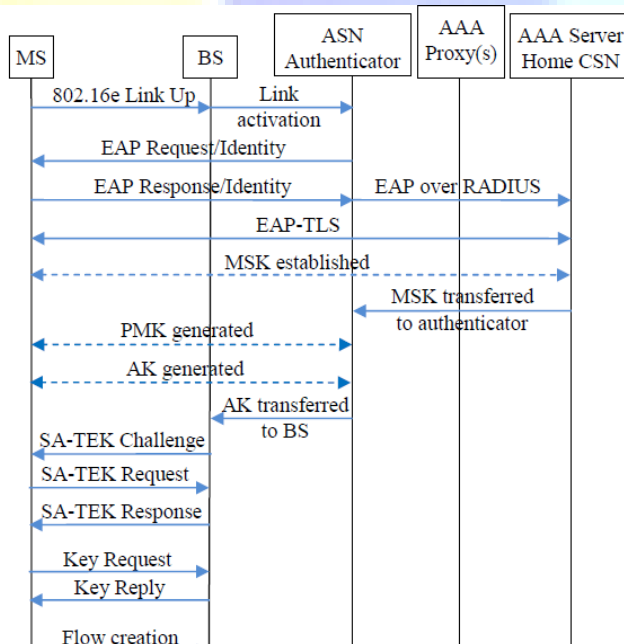 MS
BS
ASN
Authenticator
AAA
Proxy(s)
AAA Server
Home CSN
802.16e Link Up
Link
activation
EAP Request/Identity
EAP Response/Identity
EAP over RADIUS
EAP-TLS
MSK established
MSK transferred
to authenticator
PMK generated
AK generated
AK transferred
to BS
SA-TEK Challenge
SA-TEK Request
SA-TEK Response
Key Request
Key Reply
Flow creation